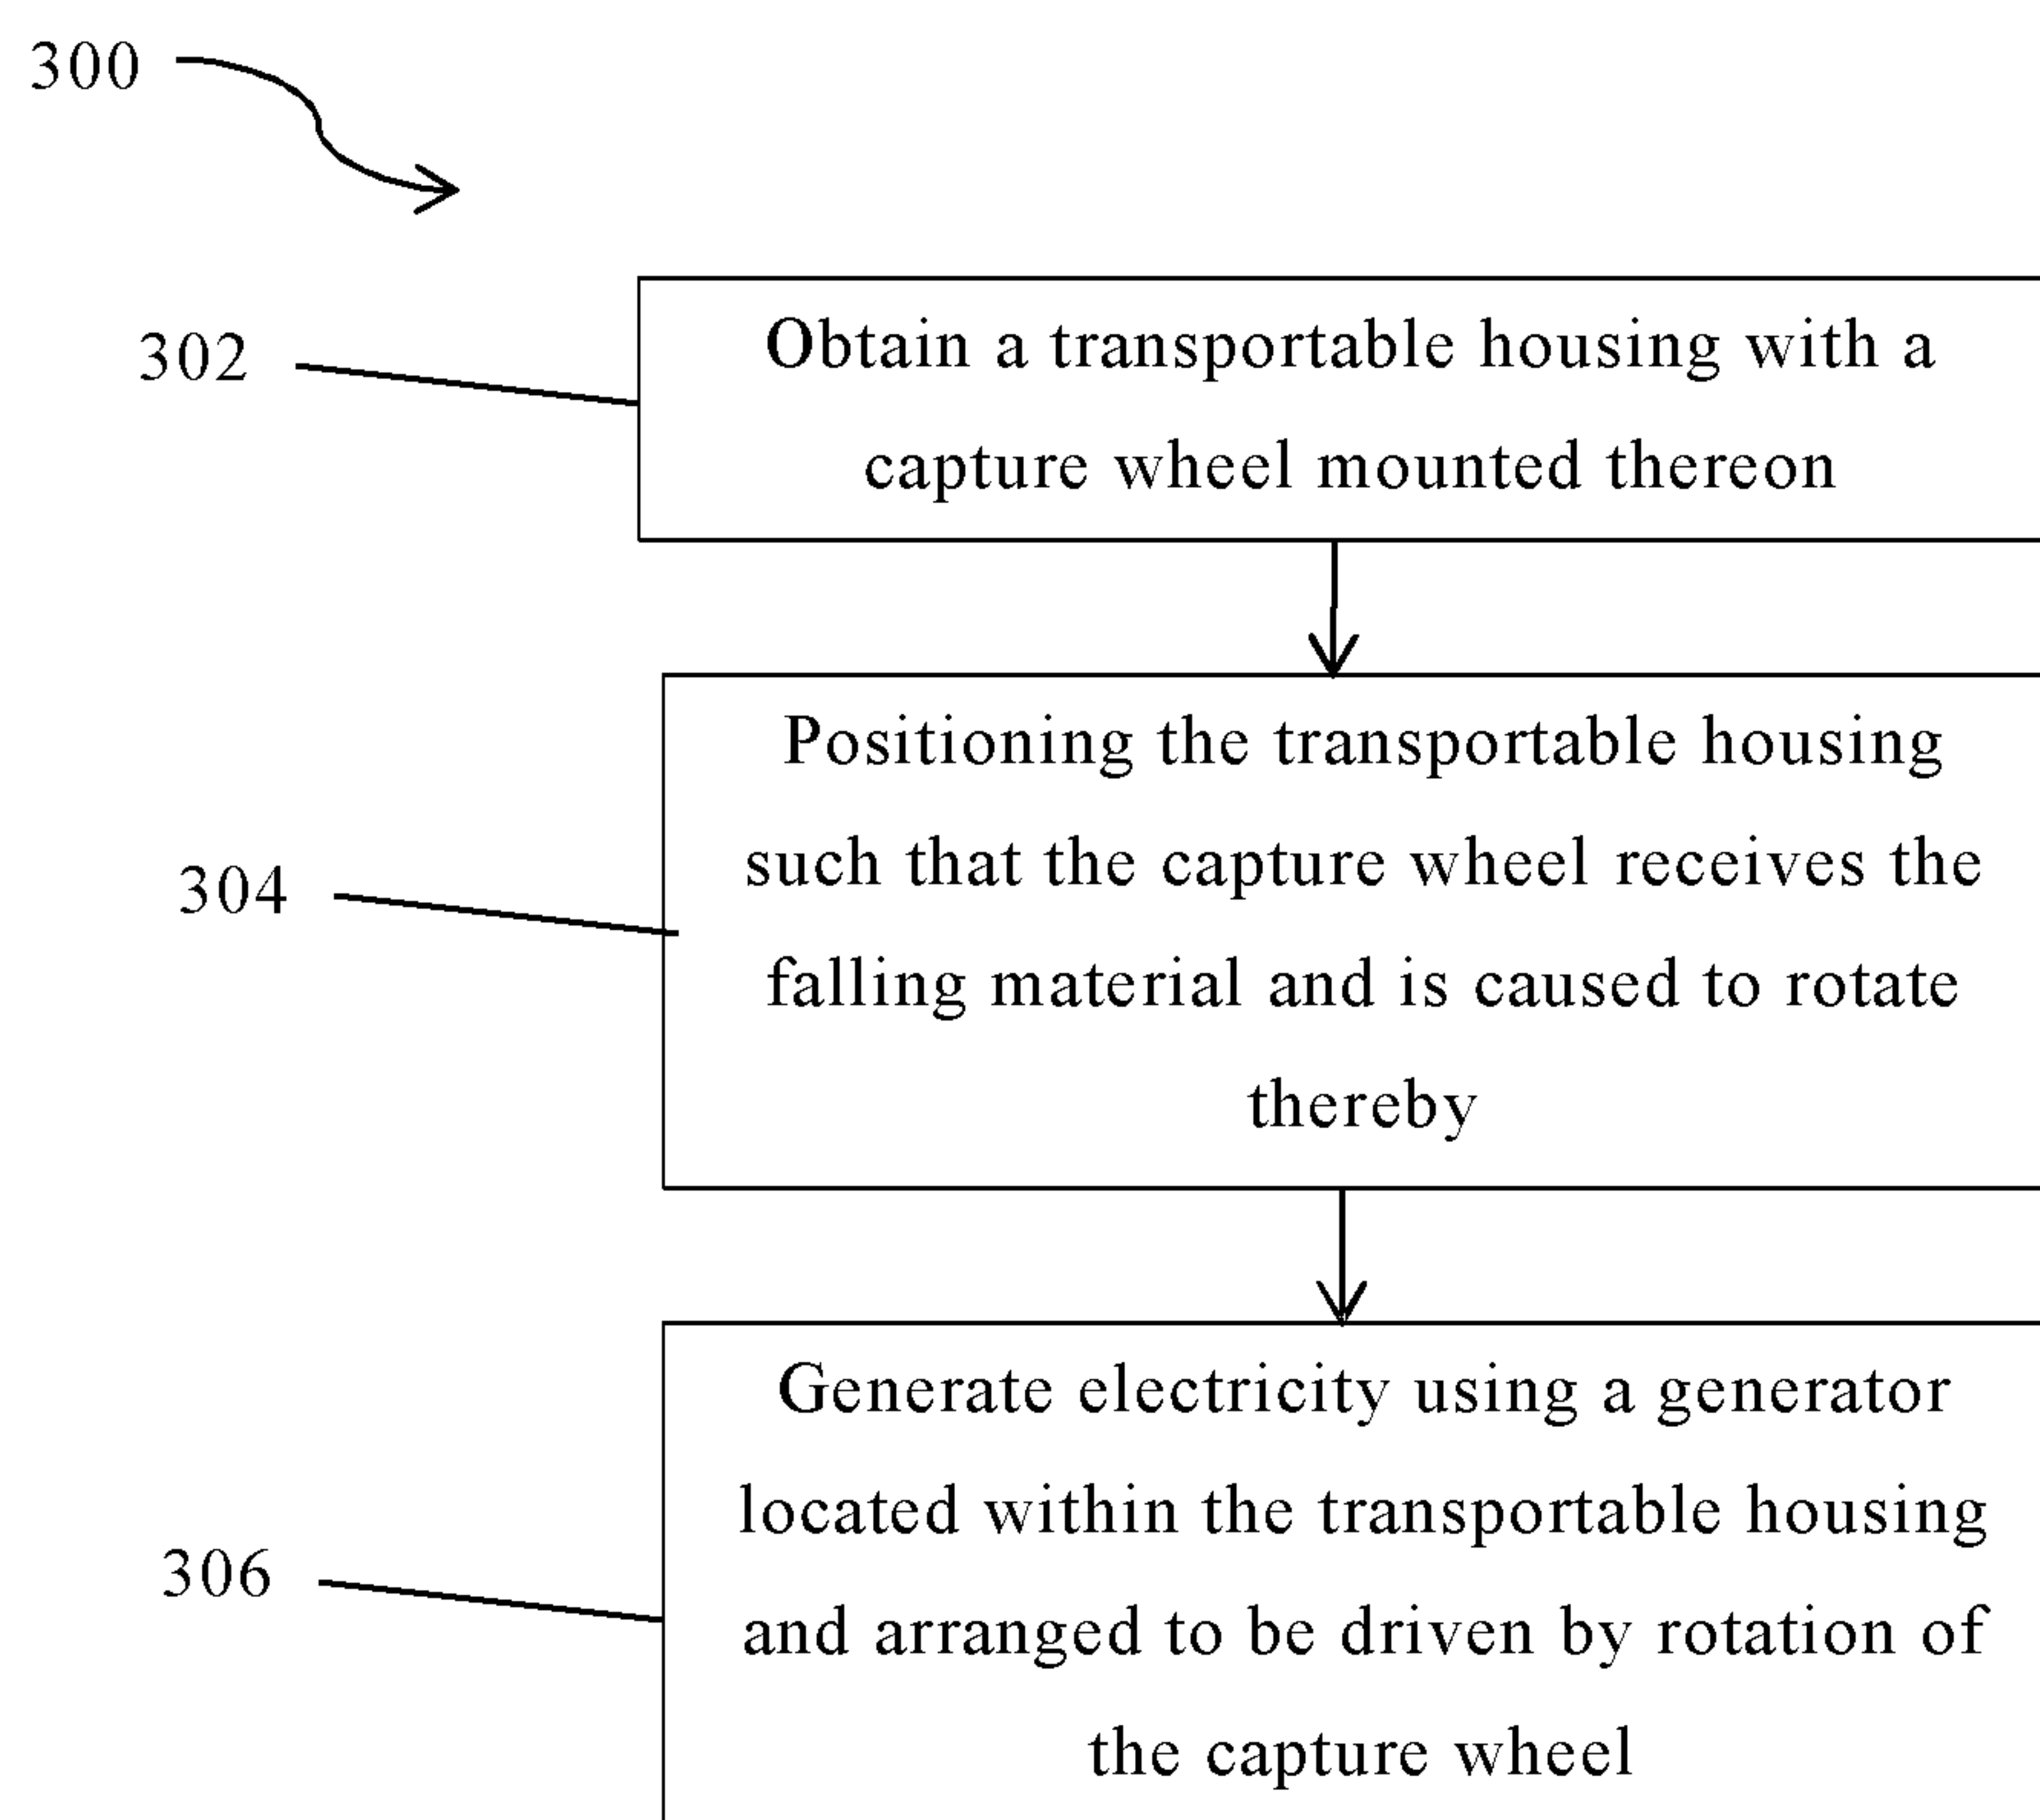 300
302
Obtain a transportable housing with a
capture wheel mounted thereon
304
Positioning the transportable housing
such that the capture wheel receives the
falling material and is caused to rotate
thereby
306
Generate electricity using a generator
located within the transportable housing
and arranged to be driven by rotation of
the capture wheel